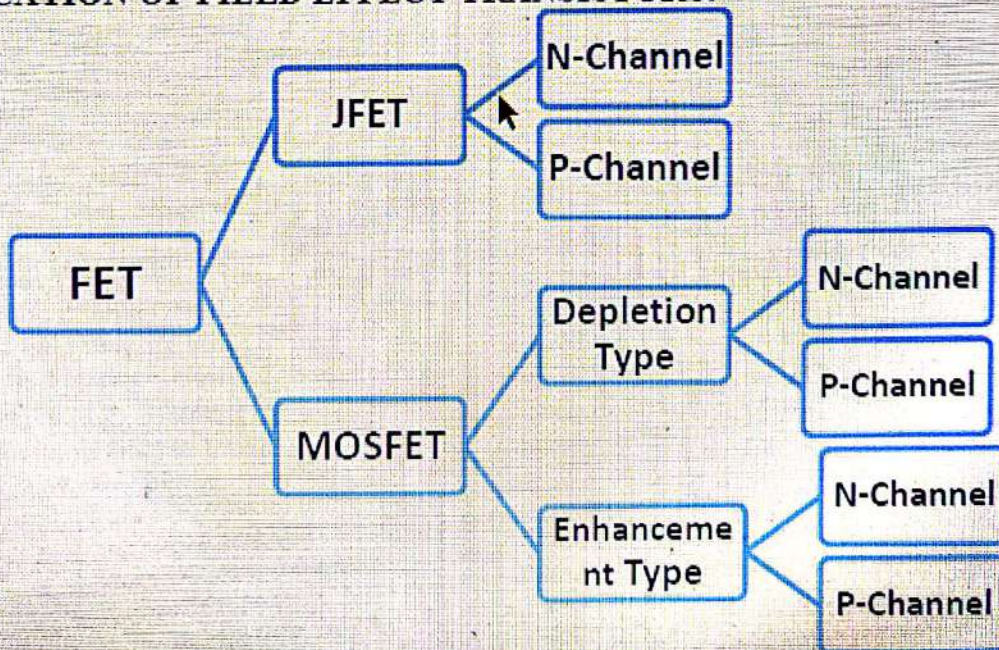 N-Channel
JFET
P-Channel
FET
N-Channel
Depletion
Type
P-Channel
MOSFET
N-Channel
Enhanceme
nt Type
P-Channel